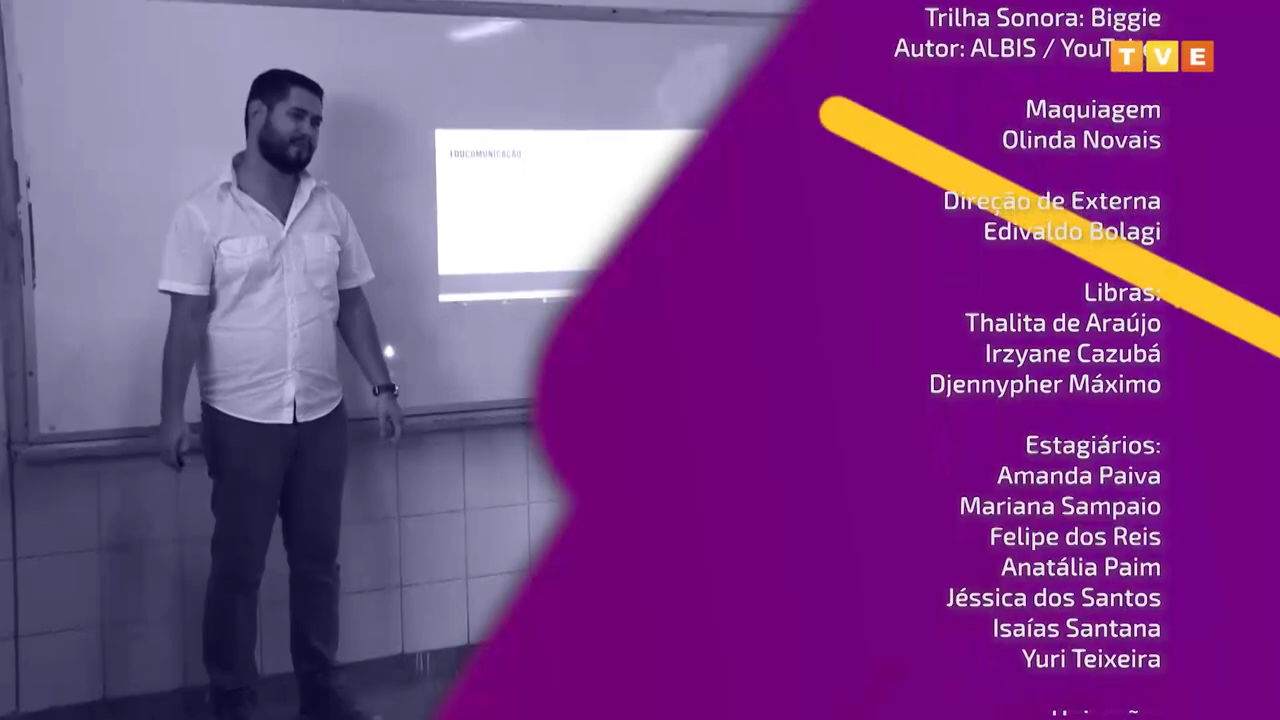 Trilha Sonora: Biggie
Autor: ALBIS / YouTube
TVE
EDUCOMUNICAÇÃO
Maquiagem
Olinda Novais
Direção de Externa
Edivaldo Bolagi
Libras:
Thalita de Araújo
Irzyane Cazubá
Djennypher Máximo
Estagiários:
Amanda Paiva
Mariana Sampaio
Felipe dos Reis
Anatália Paim
Jéssica dos Santos
Isaías Santana
Yuri Teixeira